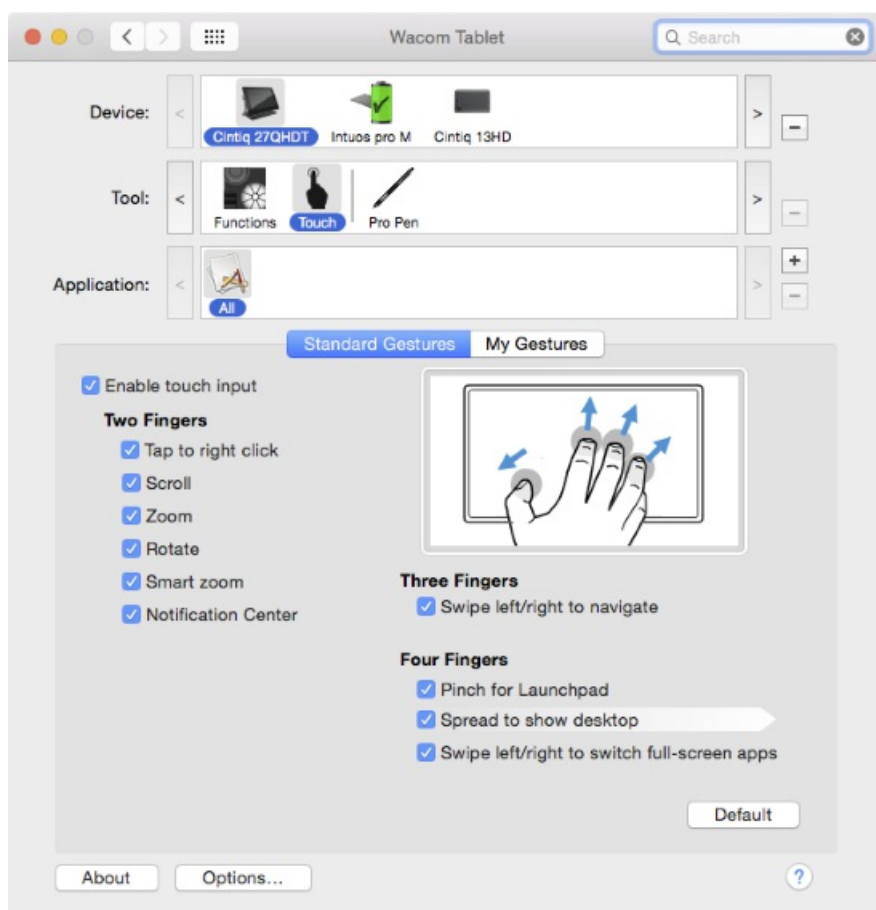 Wacom Tablet
Search
Device:
Cintiq 27QHDT Intuos pro M Cintiq 13HD
Tool:
Functions Touch Pro Pen
Application:
All
Standard Gestures My Gestures
Enable touch input
Two Fingers
Tap to right click
Scroll
Zoom
Rotate
Smart zoom
Notification Center
Three Fingers
Swipe left/right to navigate
Four Fingers
Pinch for Launchpad
Spread to show desktop
Swipe left/right to switch full-screen apps
Default
About Options... ?